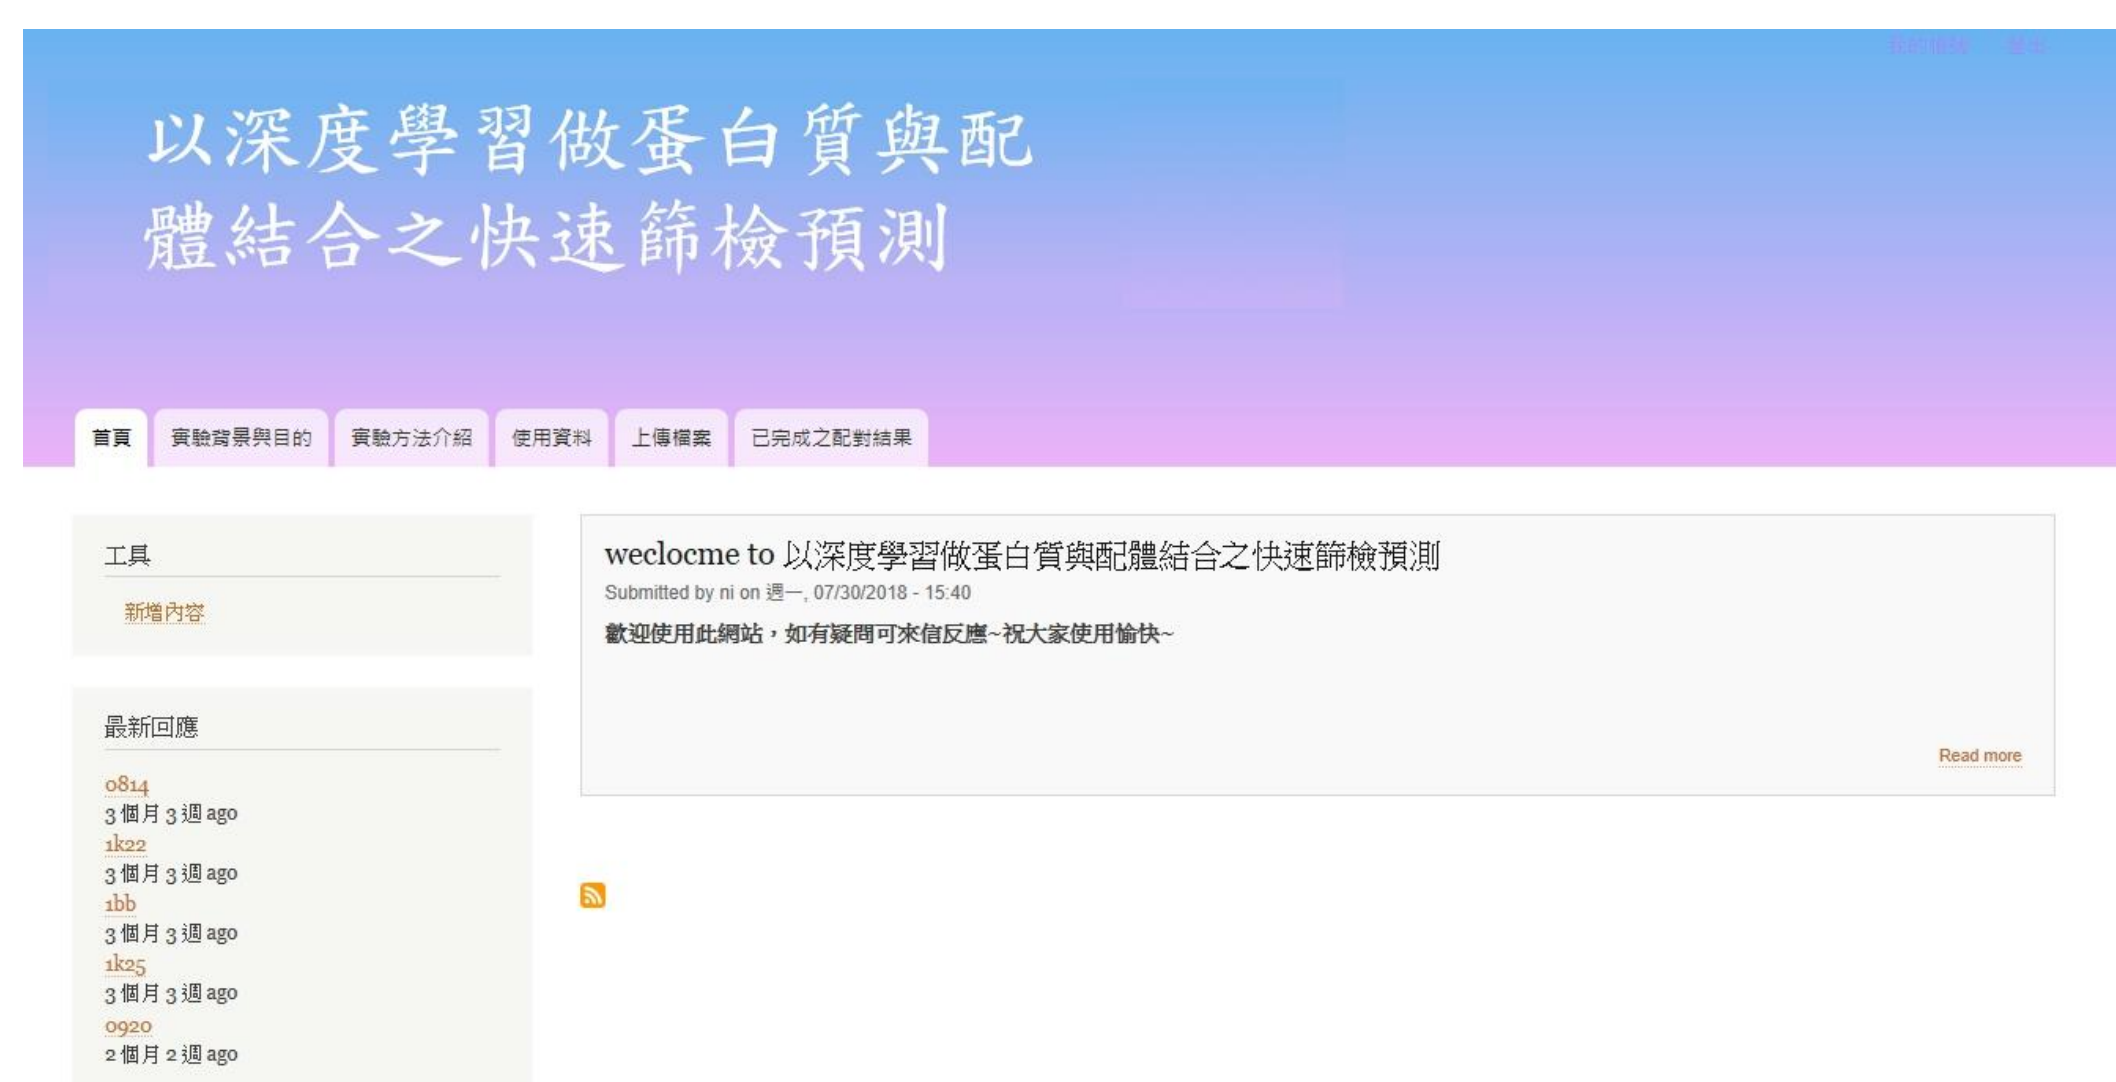 我的帳號 登出
以深度學習做蛋白質與配
體結合之快速篩檢預測
首頁 實驗背景與目的 實驗方法介紹 使用資料 上傳檔案 已完成之配對結果
工具
新增內容
最新回應
0814
3 個月 3 週 ago
1k22
3 個月 3 週 ago
1bb
3 個月 3 週 ago
1k25
3 個月 3 週 ago
0920
2 個月 2 週 ago
weclocme to 以深度學習做蛋白質與配體結合之快速篩檢預測
Submitted by ni on 週一, 07/30/2018 - 15:40
歡迎使用此網站，如有疑問可來信反應~祝大家使用愉快~
Read more